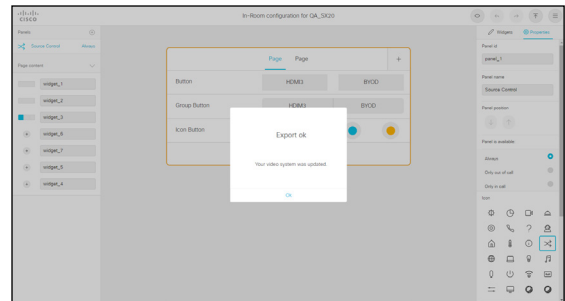 CISCO
In-Room configuration for QA_SX20
Panels
Source Control Always
Page content
widget_1
widget_2
widget_3
widget_6
widget_7
widget_5
widget_4
Page Page +
Button HDMI3 BYOD
Group Button HDMI3 BYOD
Icon Button
Export ok
Your video system was updated.
Ok
Widgets Properties
Panel id
panel_1
Panel name
Source Control
Panel position
Panel is available:
Always
Only out of call
Only in call
Icon